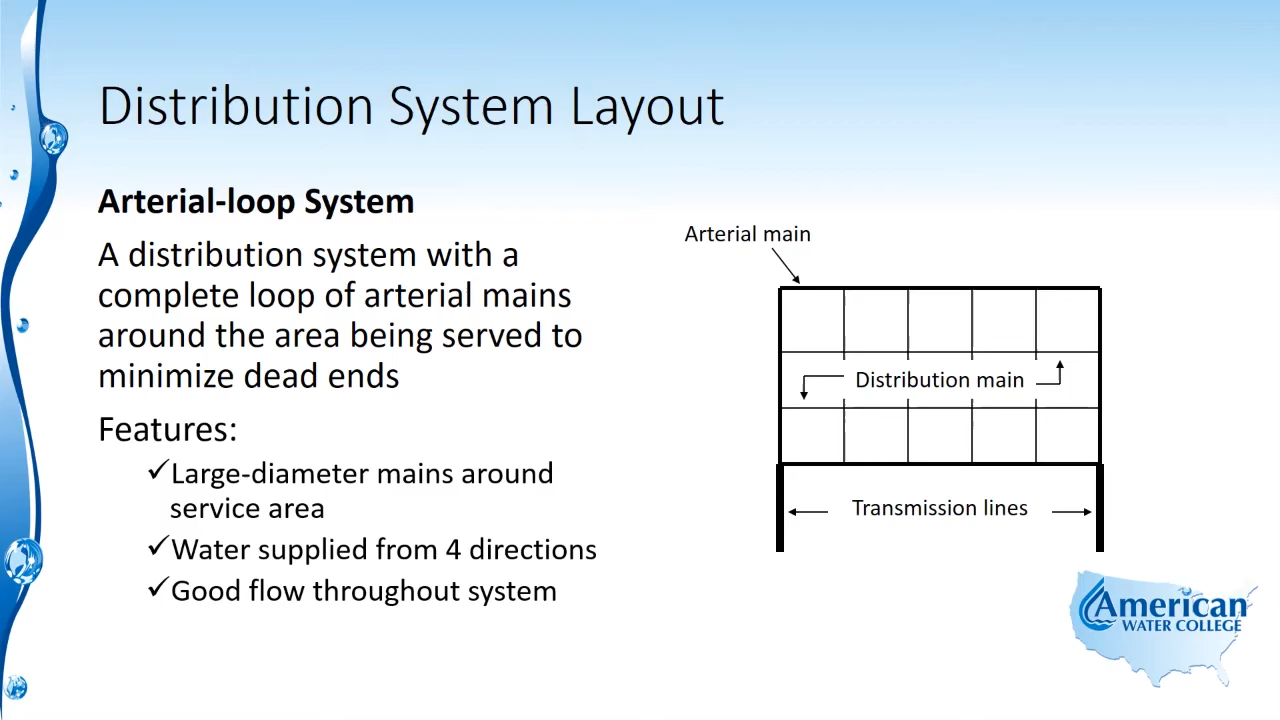 Distribution System Layout
Arterial-loop System
A distribution system with a
complete loop of arterial mains
around the area being served to
minimize dead ends
Features:
✓Large-diameter mains around
service area
✓Water supplied from 4 directions
✓Good flow throughout system
Arterial main
Distribution main
Transmission lines
American
WATER COLLEGE